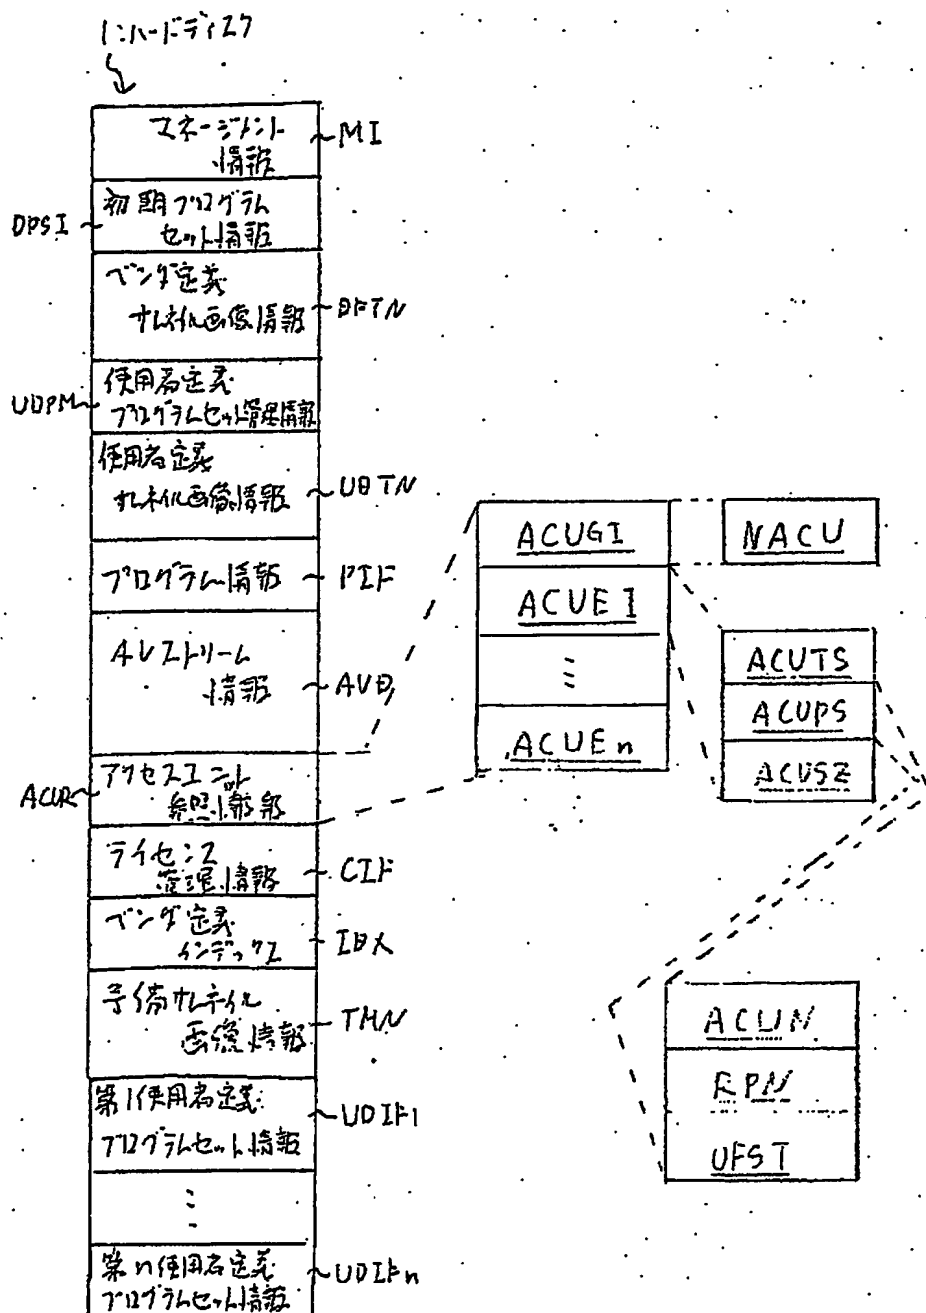 1:ハードディスク
マネージメント
情報
MI
DPSI
初期プログラム
セット情報
ベンダ定義
サムネイル画像情報
DFTN
UDPM
使用者定義
プログラムセット管理情報
使用者定義
サムネイル画像情報
UDTN
プログラム情報
PIF
AVストリーム
情報
AVD
ACUR
アクセスユニット
参照情報
ライセンス
管理情報
CIF
ベンダ定義
インデックス
IDX
予備サムネイル
画像情報
TMN
第1使用者定義
プログラムセット情報
UDIF1
⋮
第n使用者定義
プログラムセット情報
UDIFn
ACUGI
ACUE1
⋮
ACUEn
NACU
ACUTS
ACUPS
ACUSZ
ACUN
RPN
UFST